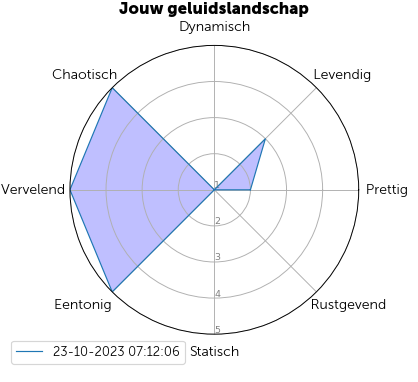 Jouw geluidslandschap
Dynamisch
Chaotisch
Levendig
Vervelend
1
Prettig
2
3
4
Eentonig
Rustgevend
5
23-10-2023 07:12:06
Statisch